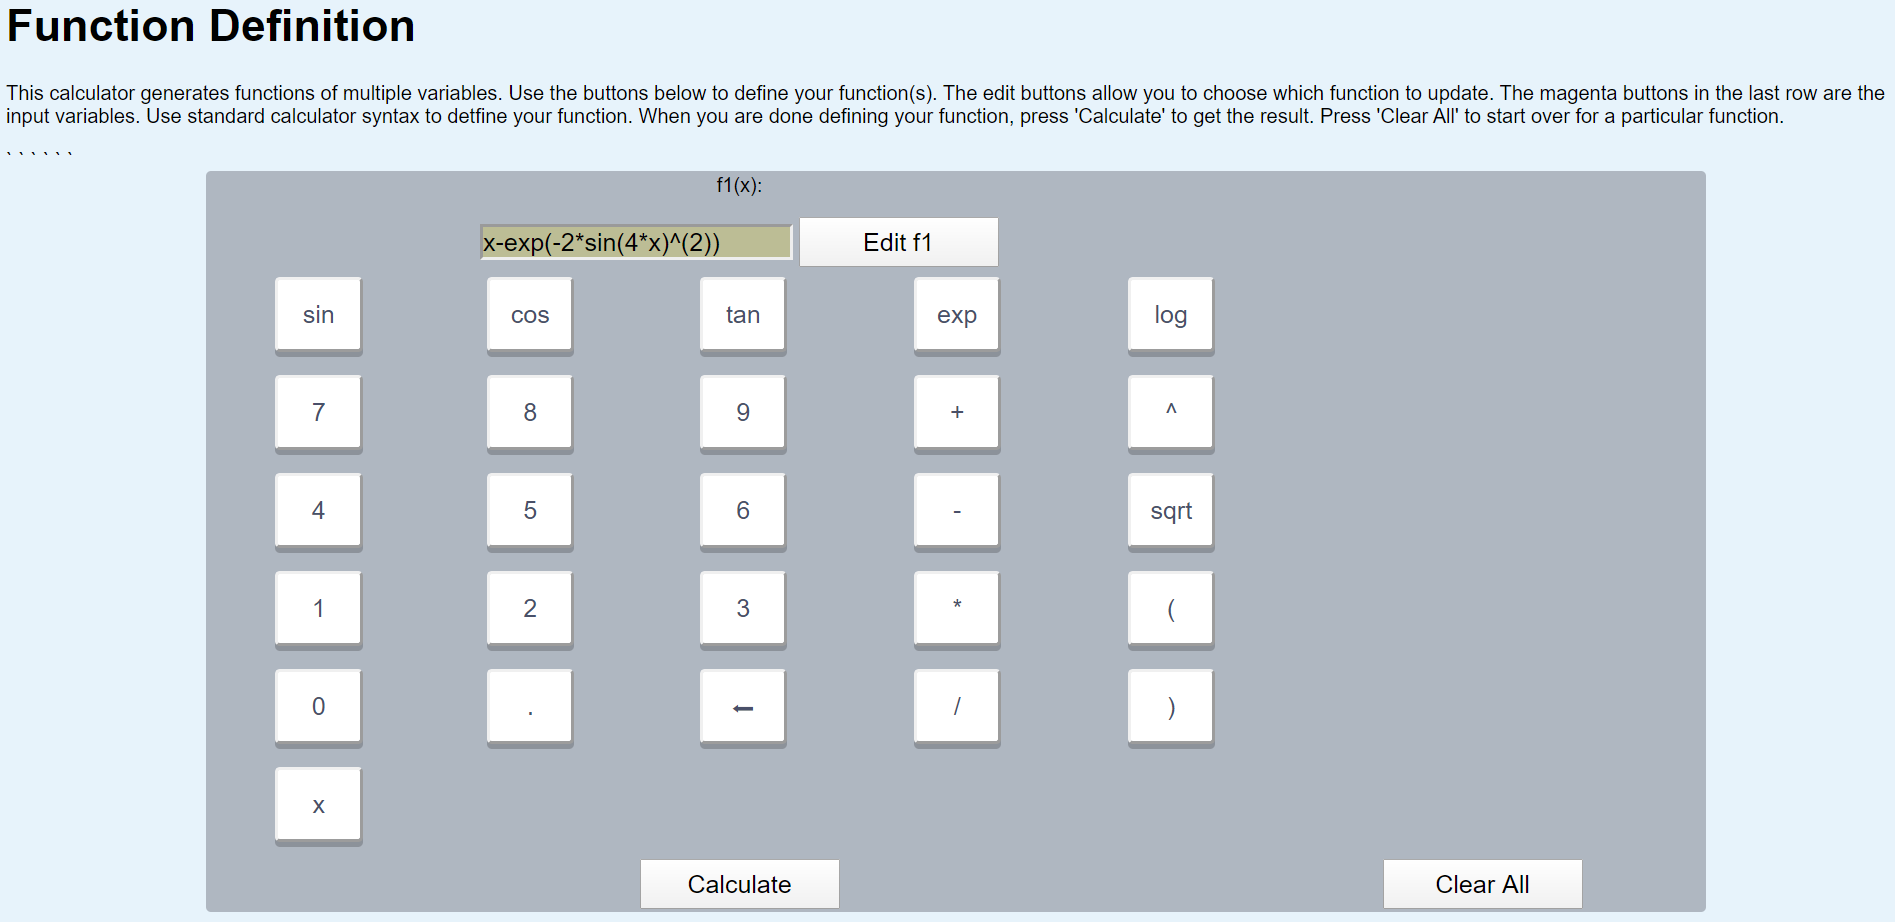 Function Definition
This calculator generates functions of multiple variables. Use the buttons below to define your function(s). The edit buttons allow you to choose which function to update. The magenta buttons in the last row are the
input variables. Use standard calculator syntax to detfine your function. When you are done defining your function, press 'Calculate' to get the result. Press 'Clear All' to start over for a particular function.
` ` ` ` ` `
f1(x):
x-exp(-2*sin(4*x)^(2)) Edit f1
sin cos tan exp log
7 8 9 + ^
4 5 6 - sqrt
1 2 3 * (
0 . ← / )
x
Calculate Clear All